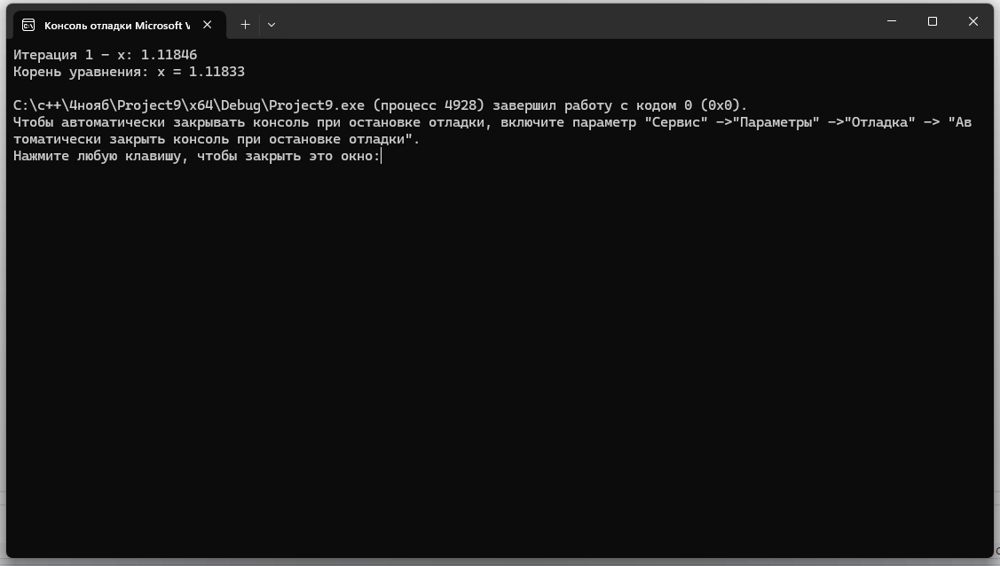 Консоль отладки Microsoft V
Итерация 1 - x: 1.11846
Корень уравнения: x = 1.11833
C:\c++\4нояб\Project9\x64\Debug\Project9.exe (процесс 4928) завершил работу с кодом 0 (0x0).
Чтобы автоматически закрывать консоль при остановке отладки, включите параметр "Сервис" ->"Параметры" ->"Отладка" -> "Ав
томатически закрыть консоль при остановке отладки".
Нажмите любую клавишу, чтобы закрыть это окно: